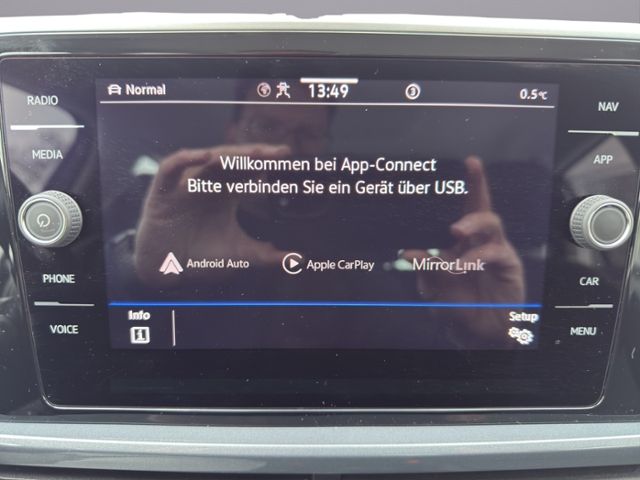 RADIO
MEDIA
PHONE
VOICE
Normal
13:49
3
0.5°C
Willkommen bei App-Connect
Bitte verbinden Sie ein Gerät über USB.
Android Auto
Apple CarPlay
MirrorLink
Info
Setup
NAV
APP
CAR
MENU